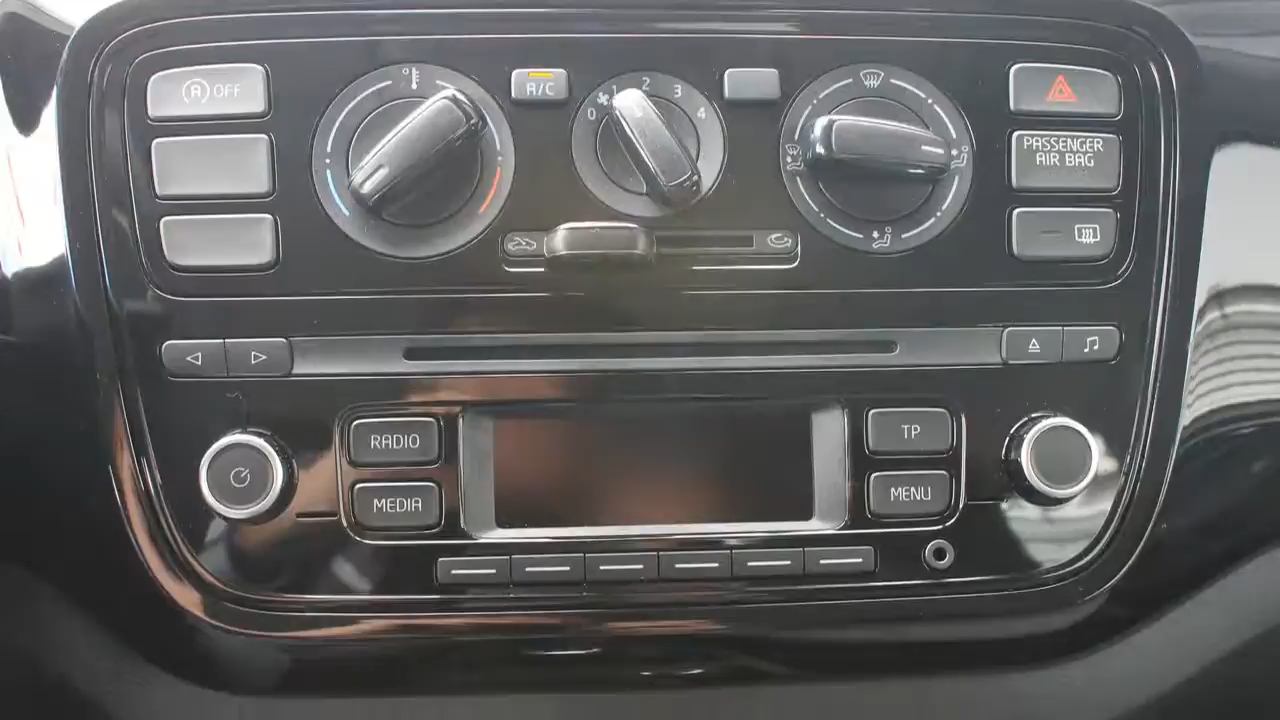 A OFF
A/C
0 1 2 3 4
PASSENGER
AIR BAG
RADIO
MEDIA
TP
MENU